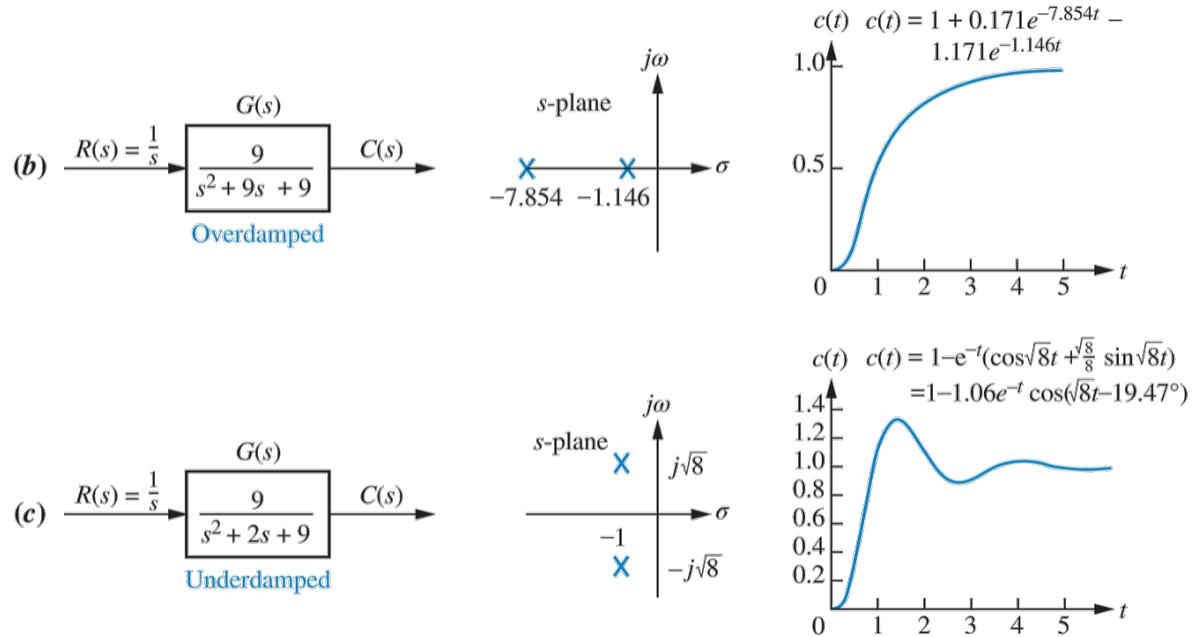 (b)
R(s) = 1/s
G(s)
9
s² + 9s + 9
C(s)
Overdamped
jω
s-plane
σ
−7.854 −1.146
c(t) c(t) = 1 + 0.171e^−7.854t −
1.171e^−1.146t
1.0
0.5
0 1 2 3 4 5
t
(c)
R(s) = 1/s
G(s)
9
s² + 2s + 9
C(s)
Underdamped
jω
s-plane
j√8
σ
−1
−j√8
c(t) c(t) = 1−e^−t(cos√8t + √8/8 sin√8t)
=1−1.06e^−t cos(√8t−19.47°)
1.4
1.2
1.0
0.8
0.6
0.4
0.2
0 1 2 3 4 5
t